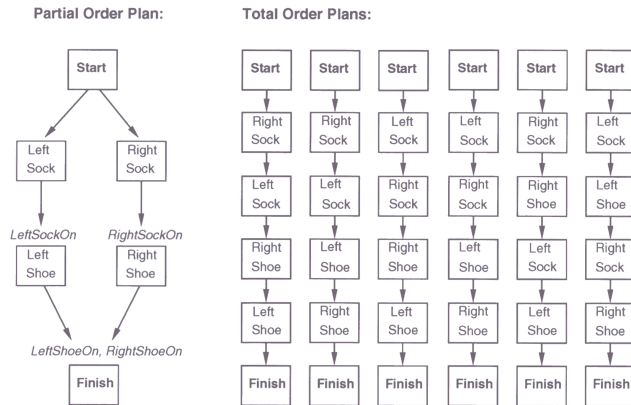 Partial Order Plan:
Total Order Plans:
Start
Left
Sock
Right
Sock
LeftSockOn
RightSockOn
Left
Shoe
Right
Shoe
LeftShoeOn, RightShoeOn
Finish
Start
Right
Sock
Left
Sock
Right
Shoe
Left
Shoe
Finish
Start
Right
Sock
Left
Sock
Left
Shoe
Right
Shoe
Finish
Start
Left
Sock
Right
Sock
Right
Shoe
Left
Shoe
Finish
Start
Left
Sock
Right
Sock
Left
Shoe
Right
Shoe
Finish
Start
Right
Sock
Right
Shoe
Left
Sock
Left
Shoe
Finish
Start
Left
Sock
Left
Shoe
Right
Sock
Right
Shoe
Finish